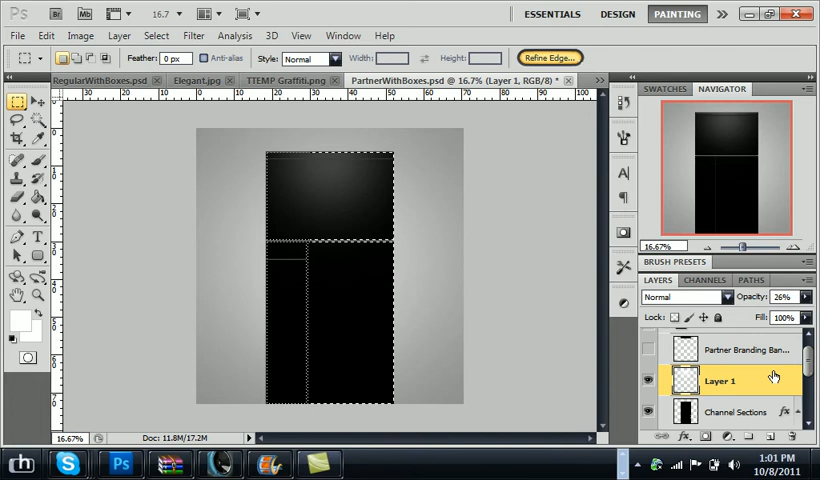 Ps Br Mb 16.7 ESSENTIALS DESIGN PAINTING
File Edit Image Layer Select Filter Analysis 3D View Window Help
Feather: 0 px Anti-alias Style: Normal Width: Height: Refine Edge...
RegularWithBoxes.psd Elegant.jpg TTEMP Graffiti.png PartnerWithBoxes.psd @ 16.7% (Layer 1, RGB/8) *
SWATCHES NAVIGATOR
16.67%
BRUSH PRESETS
LAYERS CHANNELS PATHS
Normal Opacity: 26%
Lock: Fill: 100%
Partner Branding Ban...
Layer 1
Channel Sections fx
16.67% Doc: 11.8M/17.2M
1:01 PM
10/8/2011